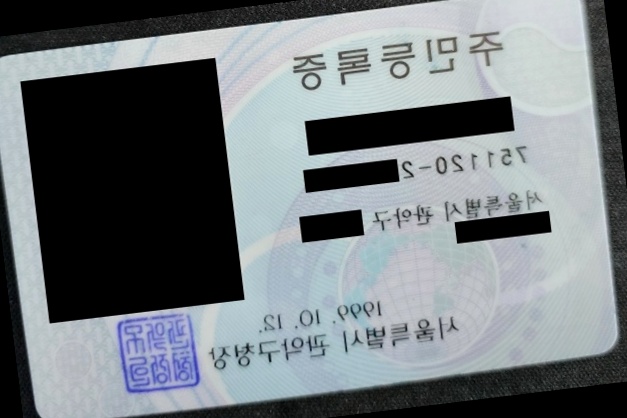 주민등록증
751120-2
서울특별시 관악구
1999. 10. 12.
서울특별시 관악구청장